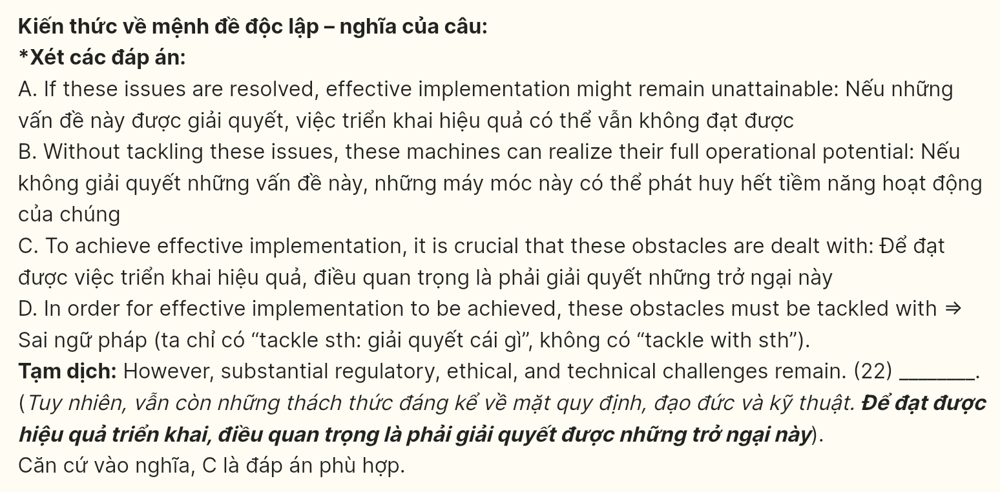 Kiến thức về mệnh đề độc lập – nghĩa của câu:
*Xét các đáp án:
A. If these issues are resolved, effective implementation might remain unattainable: Nếu những
vấn đề này được giải quyết, việc triển khai hiệu quả có thể vẫn không đạt được
B. Without tackling these issues, these machines can realize their full operational potential: Nếu
không giải quyết những vấn đề này, những máy móc này có thể phát huy hết tiềm năng hoạt động
của chúng
C. To achieve effective implementation, it is crucial that these obstacles are dealt with: Để đạt
được việc triển khai hiệu quả, điều quan trọng là phải giải quyết những trở ngại này
D. In order for effective implementation to be achieved, these obstacles must be tackled with ⇒
Sai ngữ pháp (ta chỉ có “tackle sth: giải quyết cái gì”, không có “tackle with sth”).
Tạm dịch: However, substantial regulatory, ethical, and technical challenges remain. (22) ________.
(Tuy nhiên, vẫn còn những thách thức đáng kể về mặt quy định, đạo đức và kỹ thuật. Để đạt được
hiệu quả triển khai, điều quan trọng là phải giải quyết được những trở ngại này).
Căn cứ vào nghĩa, C là đáp án phù hợp.